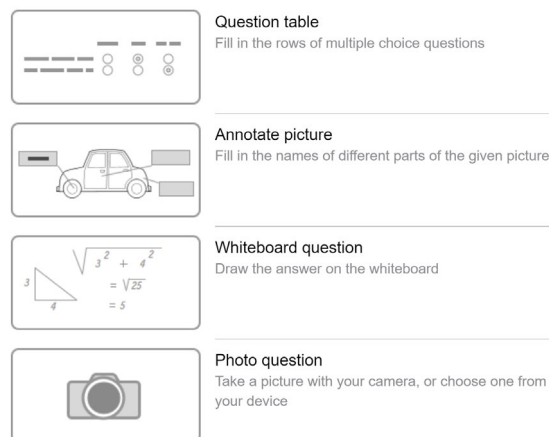 Question table
Fill in the rows of multiple choice questions
Annotate picture
Fill in the names of different parts of the given picture
Whiteboard question
Draw the answer on the whiteboard
√3² + 4²
= √25
= 5
3
4
Photo question
Take a picture with your camera, or choose one from
your device